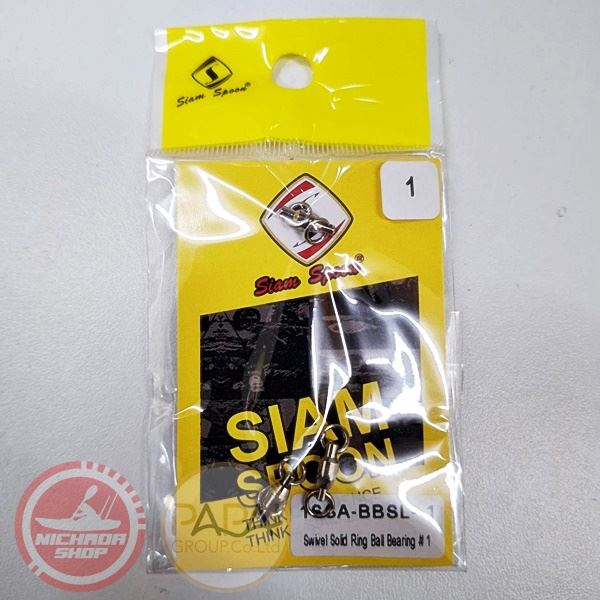 Siam Spoon®
1
Siam Spoon®
SIAM
SPOON
THINK
THINK
Swivel Solid Ring Ball Bearing # 1
NICHADA
SHOP
GROUP Co.Ltd